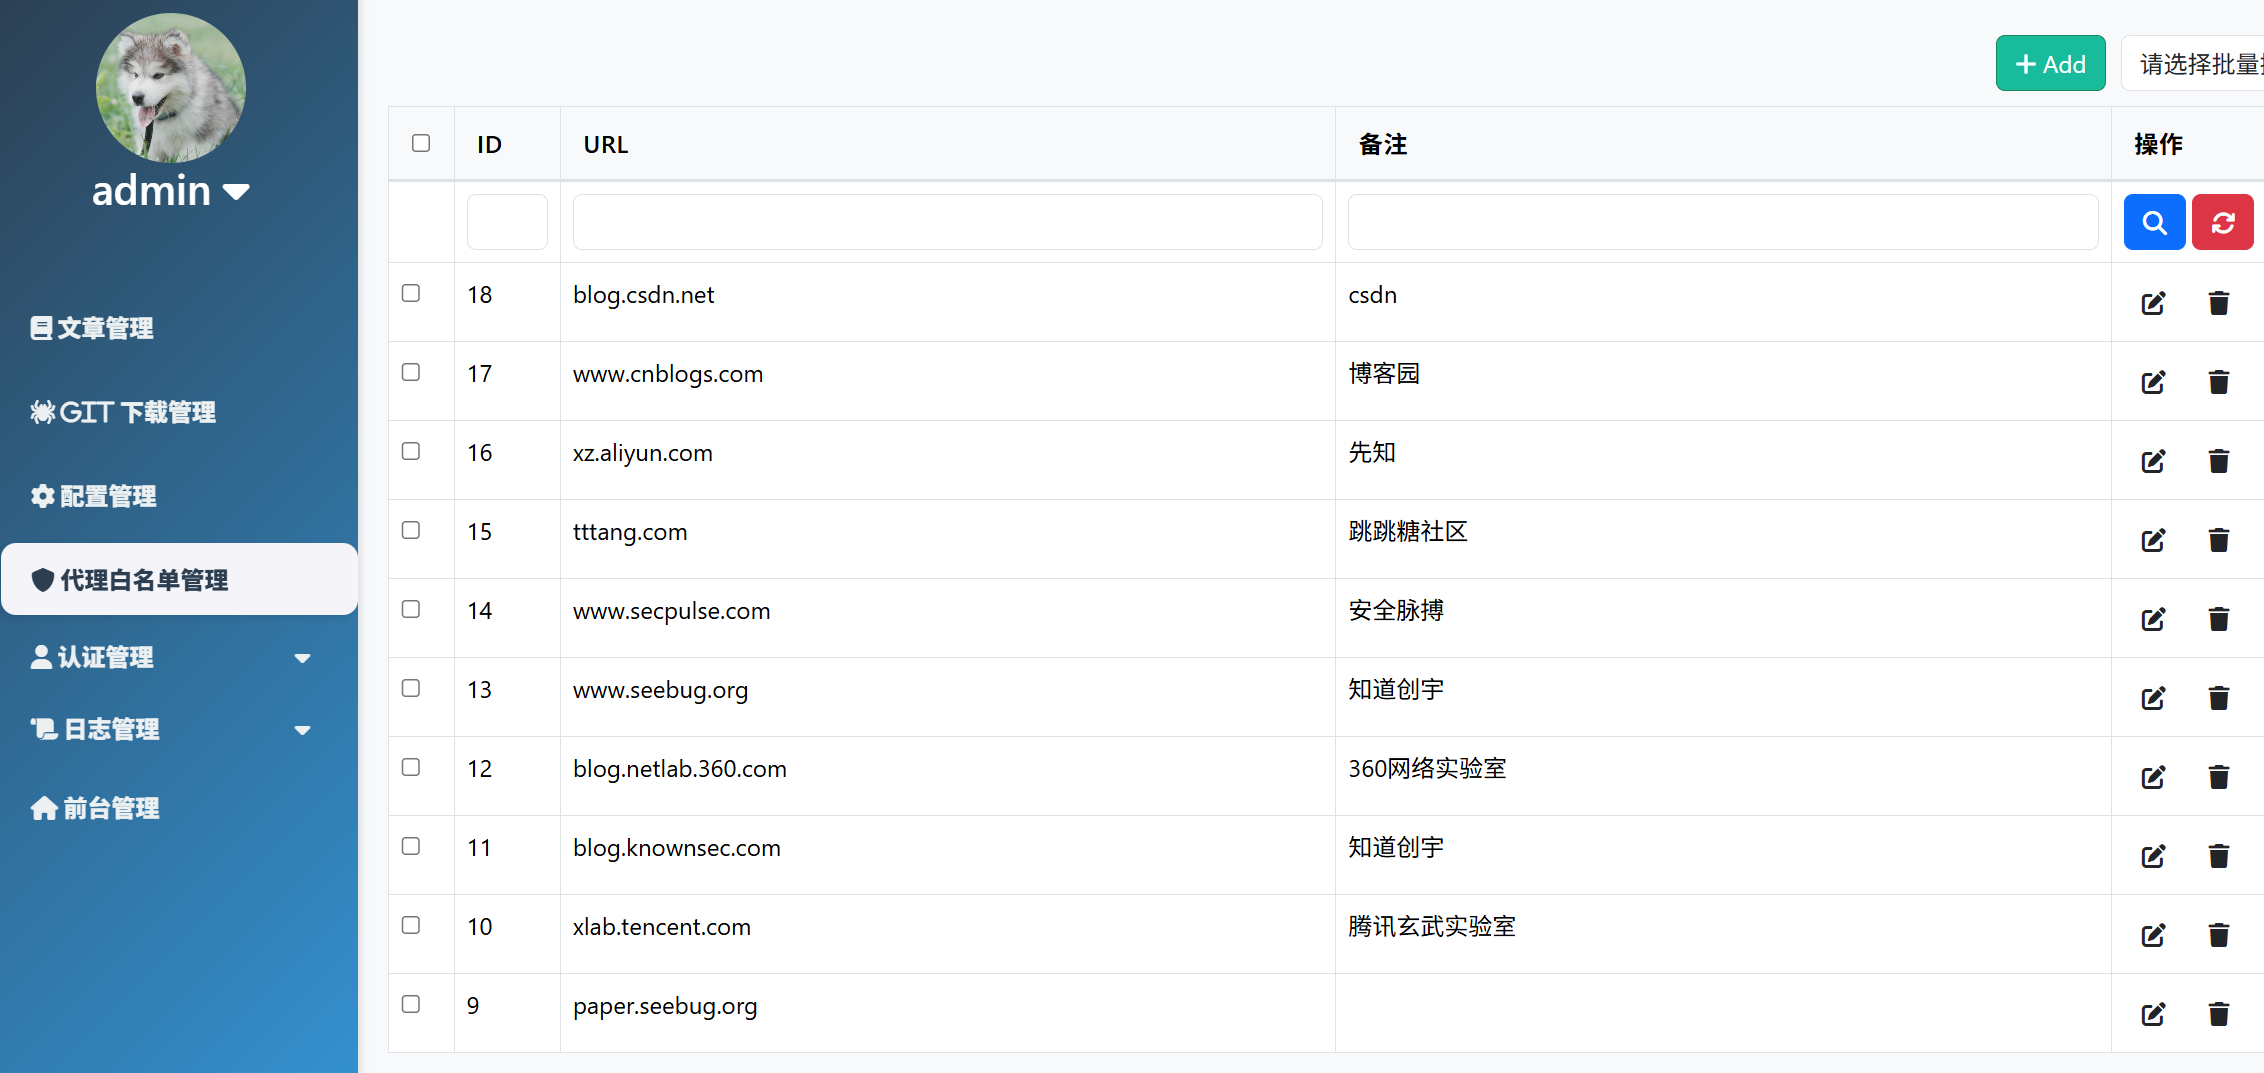 admin
文章管理
GIT 下载管理
配置管理
代理白名单管理
认证管理
日志管理
前台管理
Add
请选择批量
ID URL 备注 操作
18 blog.csdn.net csdn
17 www.cnblogs.com 博客园
16 xz.aliyun.com 先知
15 tttang.com 跳跳糖社区
14 www.secpulse.com 安全脉搏
13 www.seebug.org 知道创宇
12 blog.netlab.360.com 360网络实验室
11 blog.knownsec.com 知道创宇
10 xlab.tencent.com 腾讯玄武实验室
9 paper.seebug.org